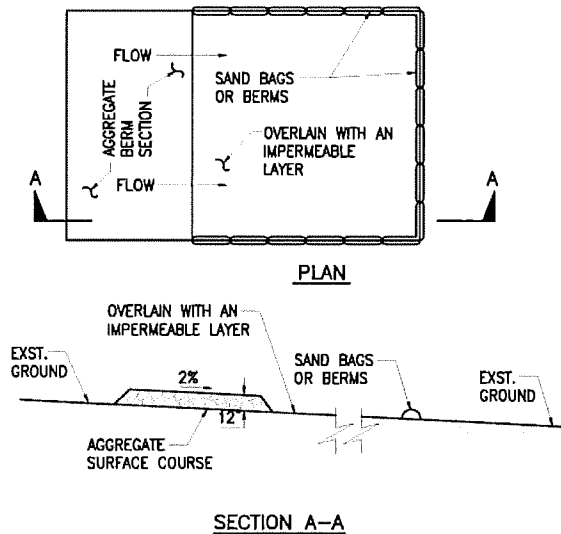 FLOW
SAND BAGS
OR BERMS
AGGREGATE
BERM
SECTION
OVERLAIN WITH AN
IMPERMEABLE
LAYER
FLOW
A
A
PLAN
OVERLAIN WITH AN
IMPERMEABLE LAYER
EXST.
GROUND
2%
SAND BAGS
OR BERMS
EXST.
GROUND
12"
AGGREGATE
SURFACE COURSE
SECTION A-A